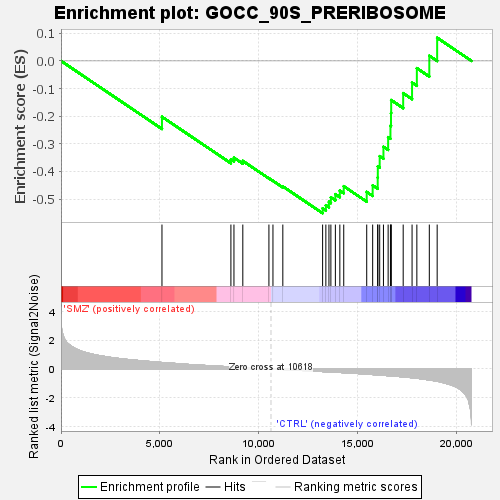 Enrichment plot: GOCC_90S_PRERIBOSOME
Enrichment score (ES)
0.1
0.0
-0.1
-0.2
-0.3
-0.4
-0.5
'SMZ' (positively correlated)
Ranked list metric (Signal2Noise)
4
2
0
-2
-4
Zero cross at 10618
'CTRL' (negatively correlated)
0
5,000
10,000
15,000
20,000
Rank in Ordered Dataset
Enrichment profile
Hits
Ranking metric scores